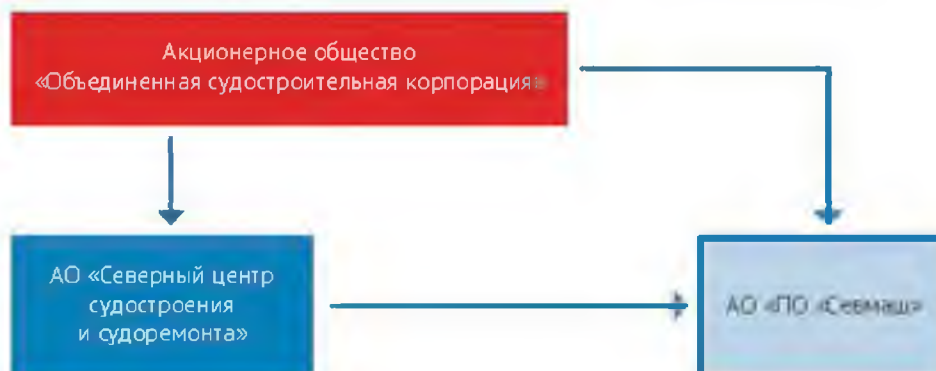 Акционерное общество
«Объединенная судостроительная корпорация»
АО «Северный центр
судостроения
и судоремонта»
АО «ПО «Севмаш»